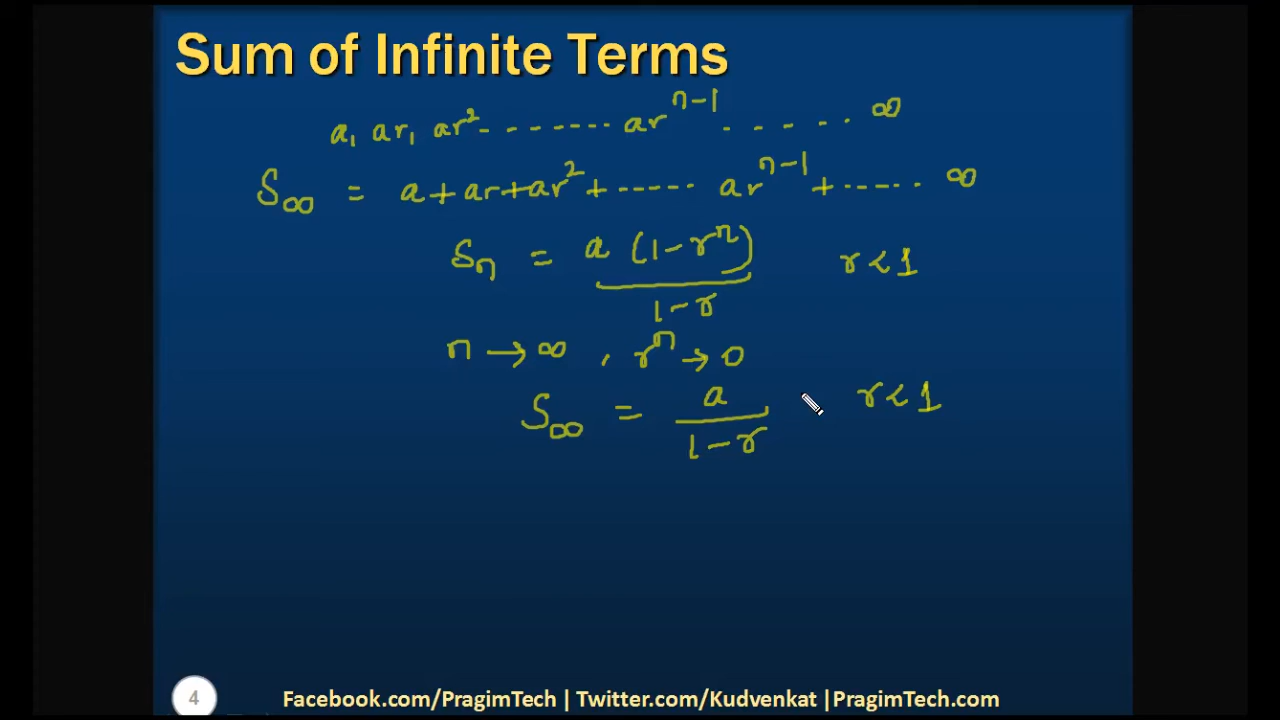 Sum of Infinite Terms
a, ar, ar² - - - - - - - - arⁿ⁻¹ - - - - - - ∞
S∞ = a + ar + ar² + - - - - - - arⁿ⁻¹ + - - - - - ∞
Sₙ = a (1 - rⁿ) / 1 - r r < 1
n → ∞ , rⁿ → 0
S∞ = a / 1 - r r < 1
4
Facebook.com/PragimTech | Twitter.com/Kudvenkat |PragimTech.com